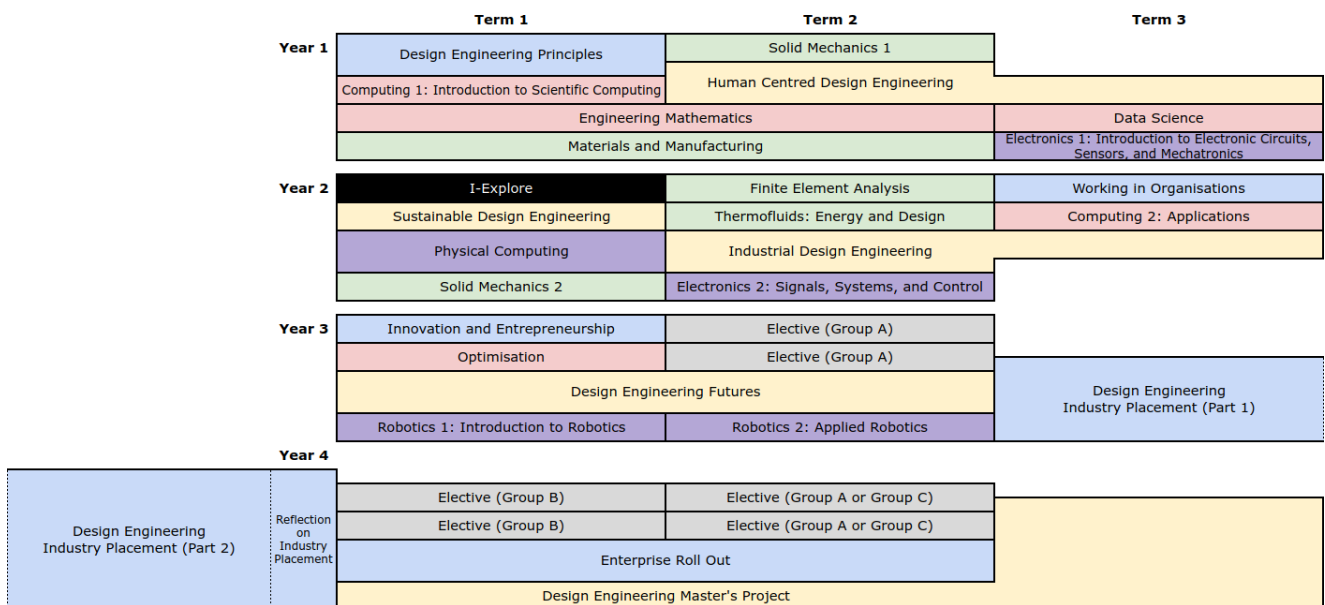 Term 1
Term 2
Term 3
Year 1
Design Engineering Principles
Solid Mechanics 1
Human Centred Design Engineering
Computing 1: Introduction to Scientific Computing
Engineering Mathematics
Data Science
Materials and Manufacturing
Electronics 1: Introduction to Electronic Circuits,
Sensors, and Mechatronics
Year 2
I-Explore
Finite Element Analysis
Working in Organisations
Sustainable Design Engineering
Thermofluids: Energy and Design
Computing 2: Applications
Physical Computing
Industrial Design Engineering
Solid Mechanics 2
Electronics 2: Signals, Systems, and Control
Year 3
Innovation and Entrepreneurship
Elective (Group A)
Optimisation
Elective (Group A)
Design Engineering Futures
Design Engineering
Industry Placement (Part 1)
Robotics 1: Introduction to Robotics
Robotics 2: Applied Robotics
Year 4
Design Engineering
Industry Placement (Part 2)
Reflection
on
Industry
Placement
Elective (Group B)
Elective (Group A or Group C)
Elective (Group B)
Elective (Group A or Group C)
Enterprise Roll Out
Design Engineering Master's Project